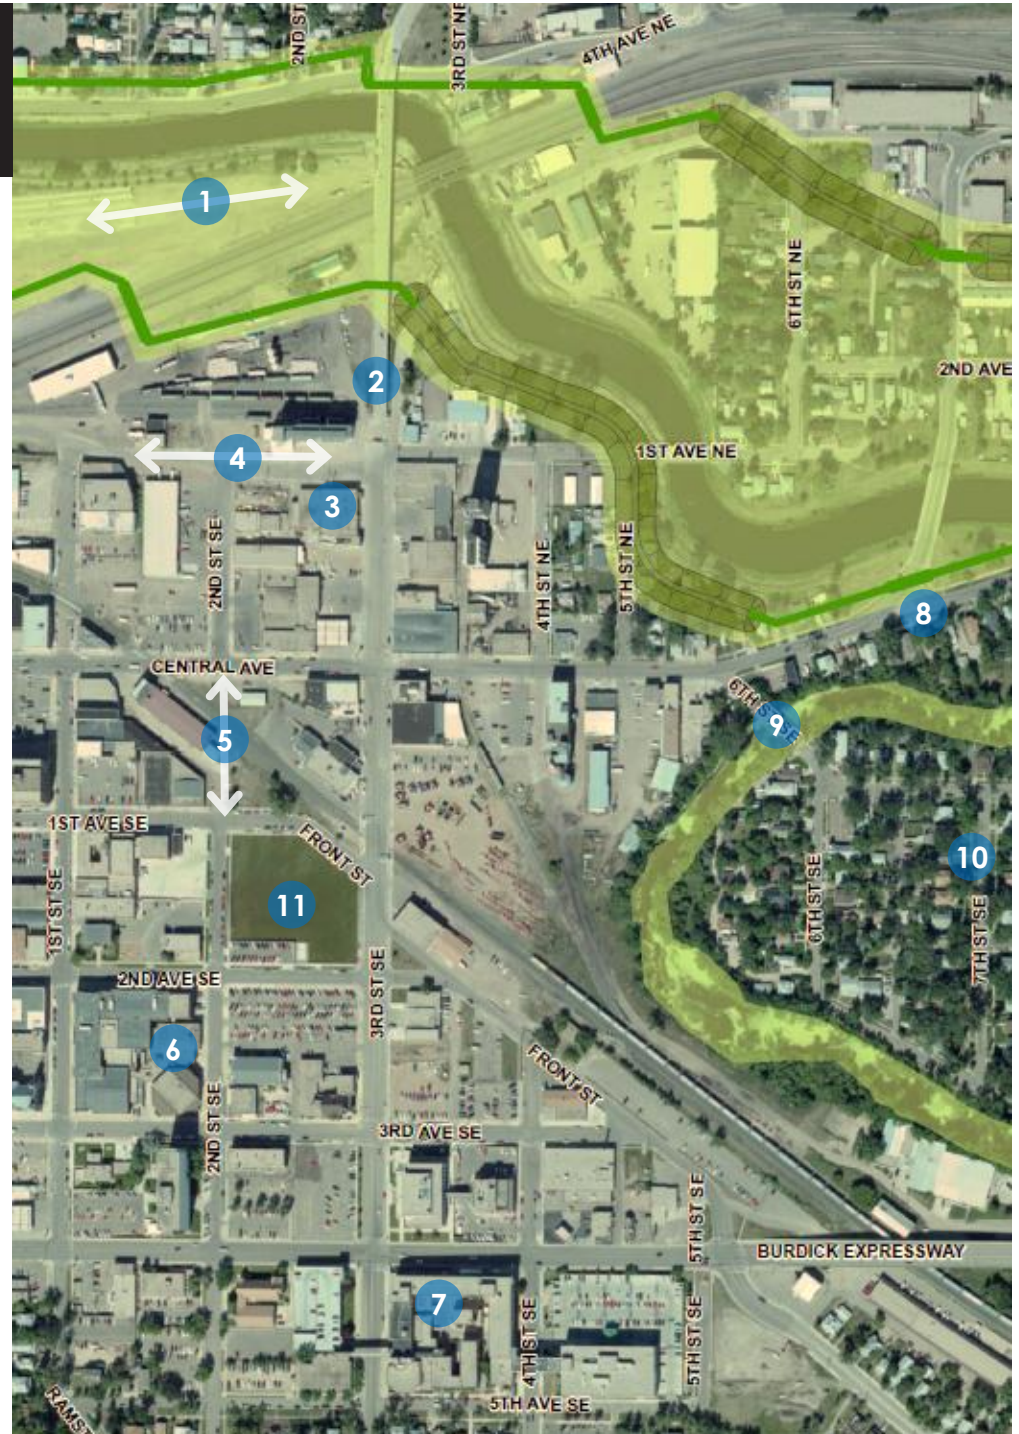 2ND ST
3RD ST NE
4TH AVE NE
1
6TH ST NE
2
2ND AVE
1ST AVE NE
4
3
2ND ST SE
4TH ST NE
5TH ST NE
8
CENTRAL AVE
6TH ST SE
9
5
1ST AVE SE
FRONT ST
10
1ST ST SE
11
6TH ST SE
7TH ST SE
2ND AVE SE
3RD ST SE
6
FRONT ST
2ND ST SE
3RD AVE SE
5TH ST SE
BURDICK EXPRESSWAY
7
4TH ST SE
5TH ST SE
5TH AVE SE
RAMST